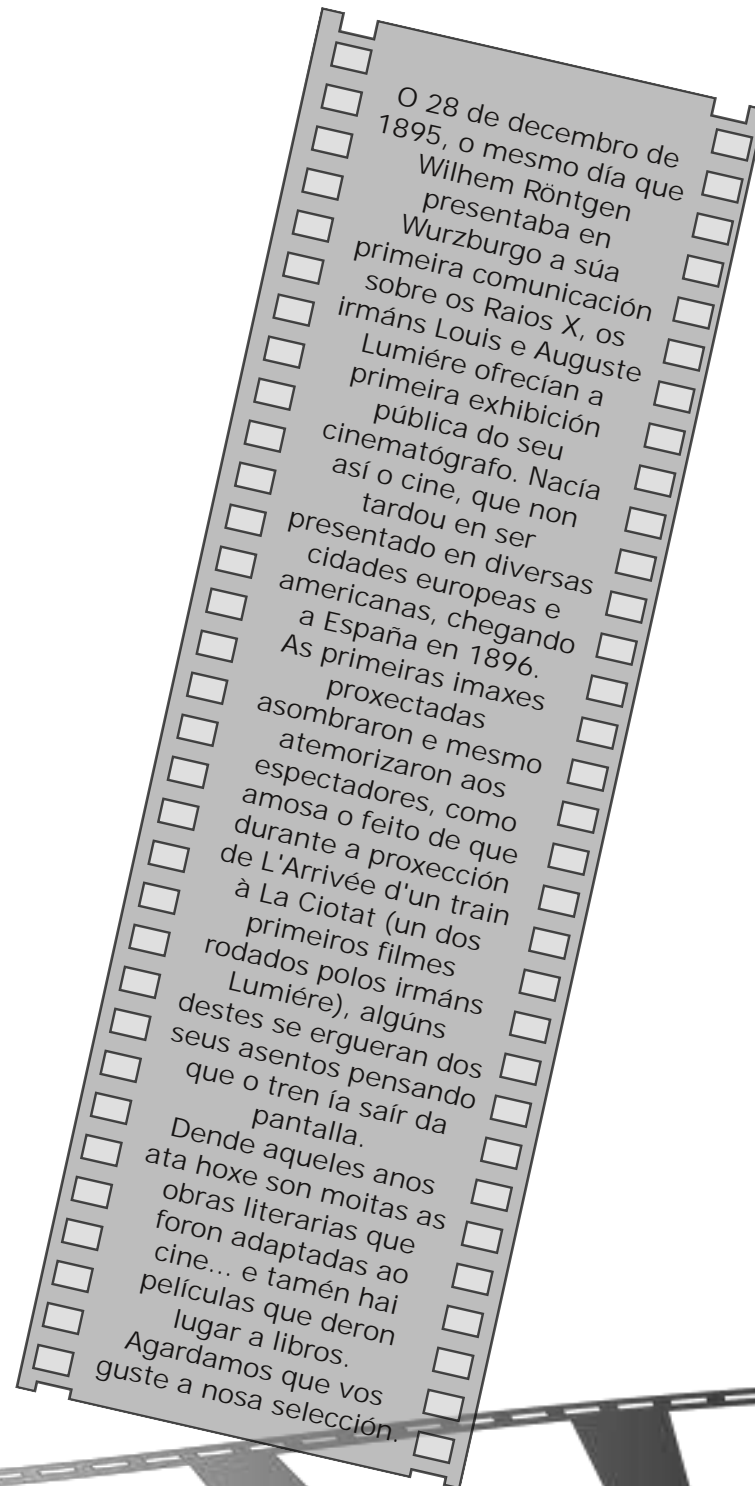 O 28 de decembro de
1895, o mesmo día que
Wilhem Röntgen
presentaba en
Wurzburgo a súa
primeira comunicación
sobre os Raios X, os
irmáns Louis e Auguste
Lumiére ofrecían a
primeira exhibición
pública do seu
cinematógrafo. Nacía
así o cine, que non
tardou en ser
presentado en diversas
cidades europeas e
americanas, chegando
a España en 1896.
As primeiras imaxes
proxectadas
asombraron e mesmo
atemorizaron aos
espectadores, como
amosa o feito de que
durante a proxección
de L'Arrivée d'un train
à La Ciotat (un dos
primeiros filmes
rodados polos irmáns
Lumiére), algúns
destes se ergueran dos
seus asentos pensando
que o tren ía saír da
pantalla.
Dende aqueles anos
ata hoxe son moitas as
obras literarias que
foron adaptadas ao
cine... e tamén hai
películas que deron
lugar a libros.
Agardamos que vos
guste a nosa selección.